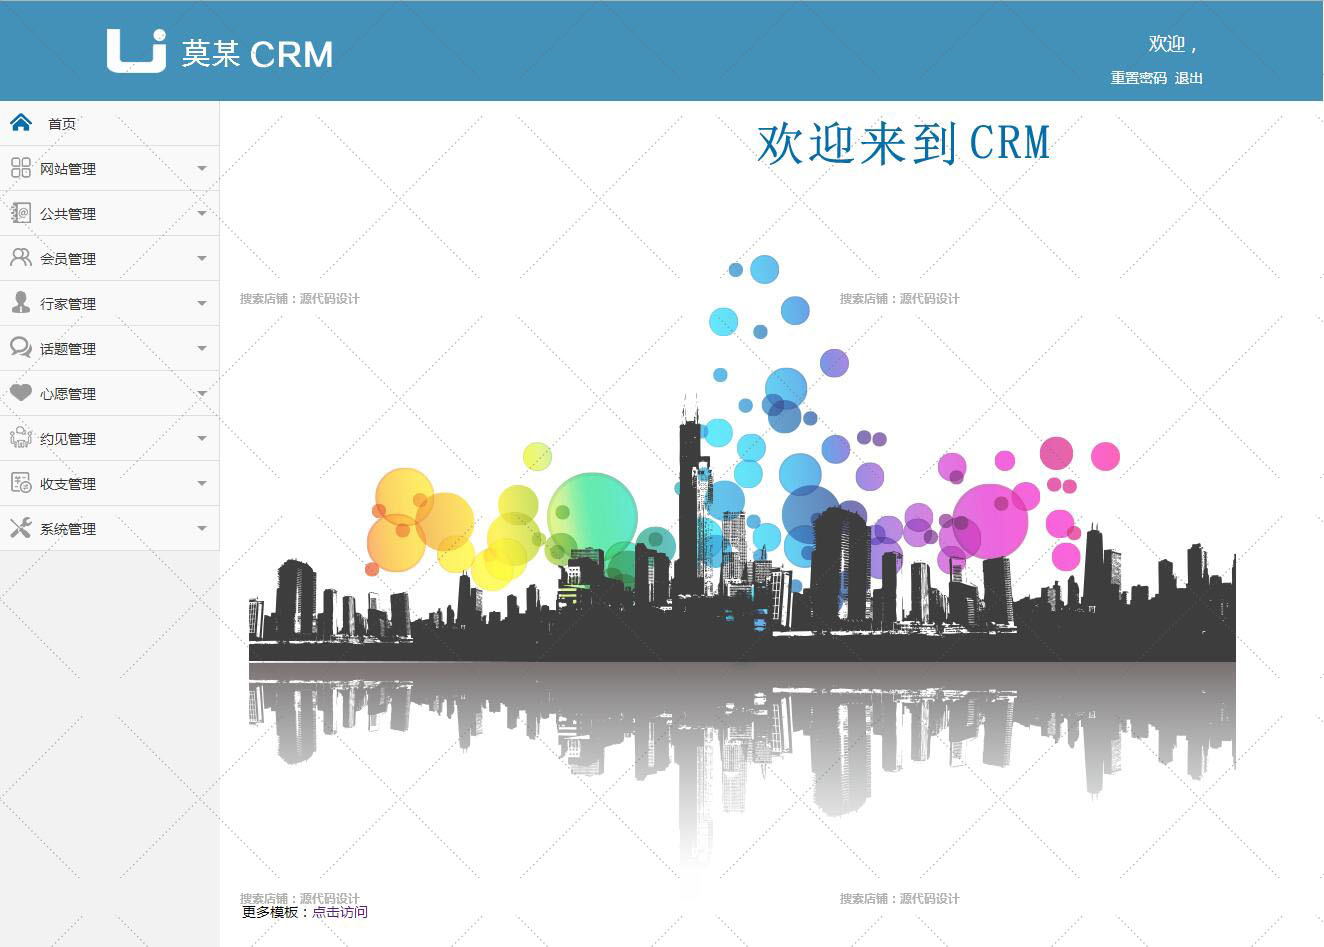 莫某 CRM
欢迎，
重置密码 退出
首页
网站管理
公共管理
会员管理
行家管理
话题管理
心愿管理
约见管理
收支管理
系统管理
欢迎来到 CRM
搜索店铺：源代码设计
搜索店铺：源代码设计
搜索店铺：源代码设计
搜索店铺：源代码设计
更多模板：点击访问